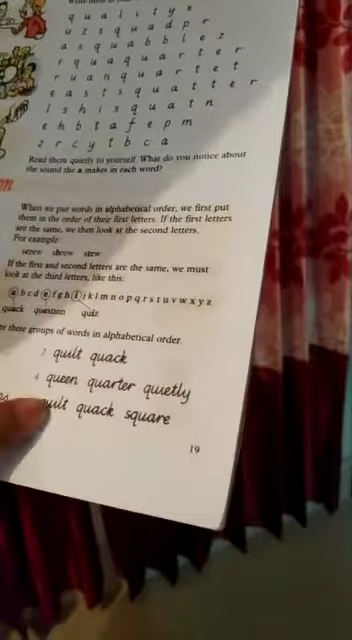 q u a l i t y x
u z s q u a d p r
a s q u a b b l e z
r q u a q u a r t e r
r u a n q u a r t e t
e a s t s q u a t t e r
l s h i s q u a t n
e h b t a f e p m
z r c y t b c a
Read them quietly to yourself. What do you notice about
the sound the a makes in each word?
When we put words in alphabetical order, we first put
them in the order of their first letters. If the first letters
are the same, we then look at the second letters.
For example:
screw shrew stew
If the first and second letters are the same, we must
look at the third letters, like this:
a b c d e f g h i j k l m n o p q r s t u v w x y z
quack question quiz
te these groups of words in alphabetical order.
3 quilt quack
4 queen quarter quietly
quilt quack square
19